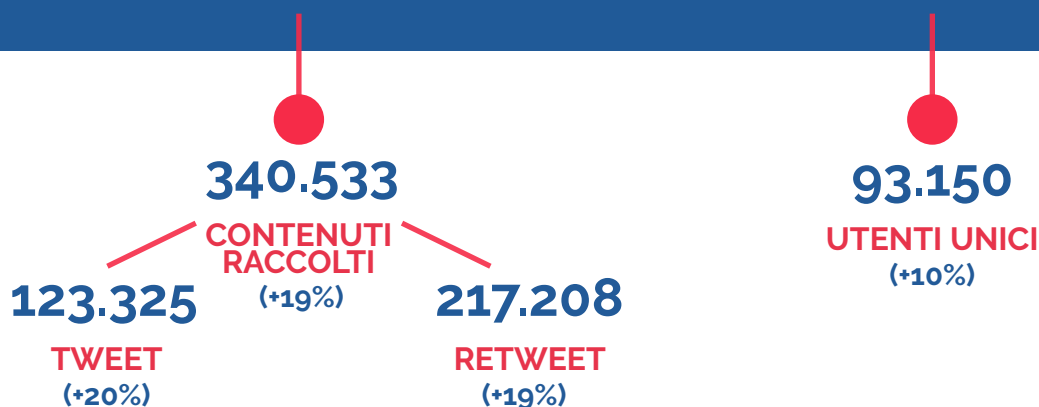 340.533
CONTENUTI
RACCOLTI
(+19%)
123.325
TWEET
(+20%)
217.208
RETWEET
(+19%)
93.150
UTENTI UNICI
(+10%)